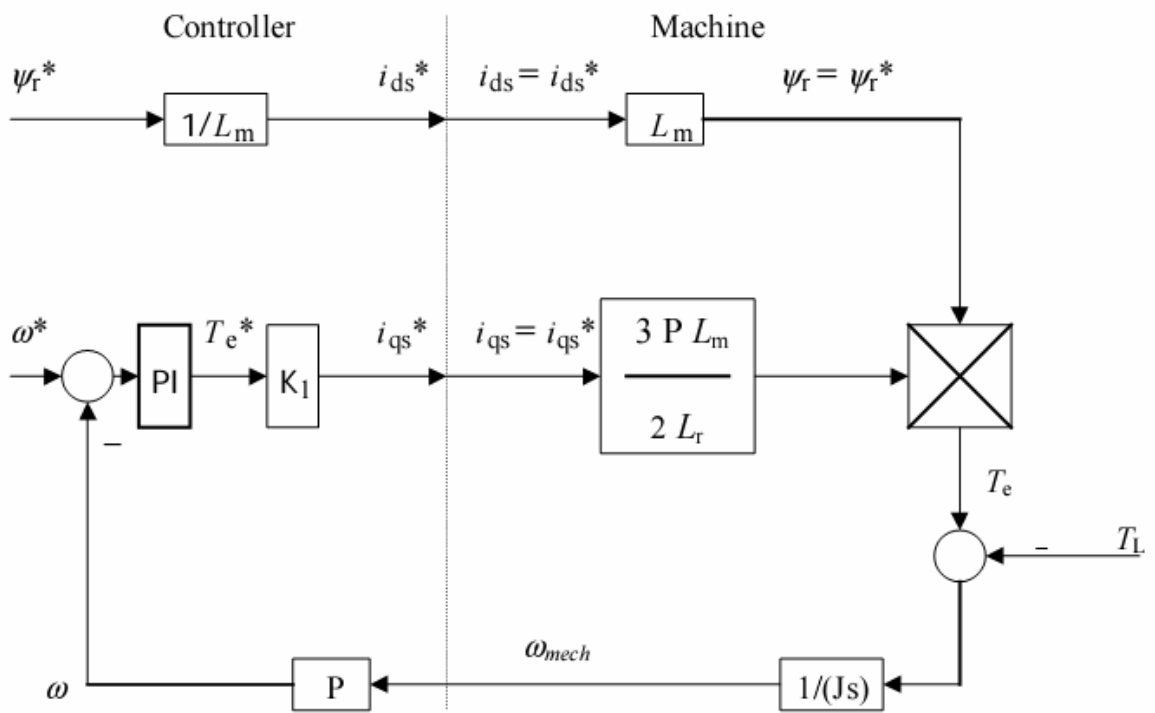 Controller Machine
ψr* ids* ids = ids* ψr = ψr*
1/Lm Lm
ω* Te* iqs* iqs = iqs* 3 P Lm
PI K1
2 Lr
Te
TL
–
–
ωmech
ω P 1/(Js)